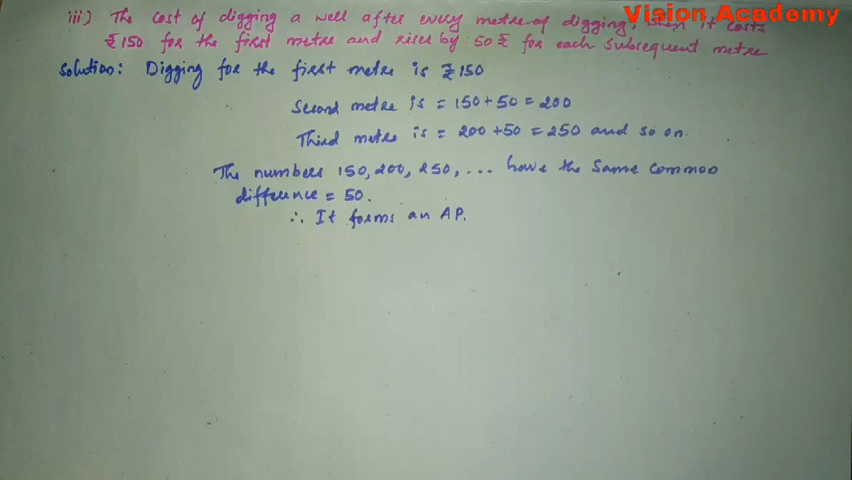 Vision Academy
iii) The cost of digging a well after every metre of digging, when it costs
₹150 for the first metre and rises by 50₹ for each subsequent metre
Solution: Digging for the first metre is ₹150
Second metre is = 150+50 = 200
Third metre is = 200+50 = 250 and so on.
The numbers 150, 200, 250, ... have the same common
difference = 50.
∴ It forms an AP.